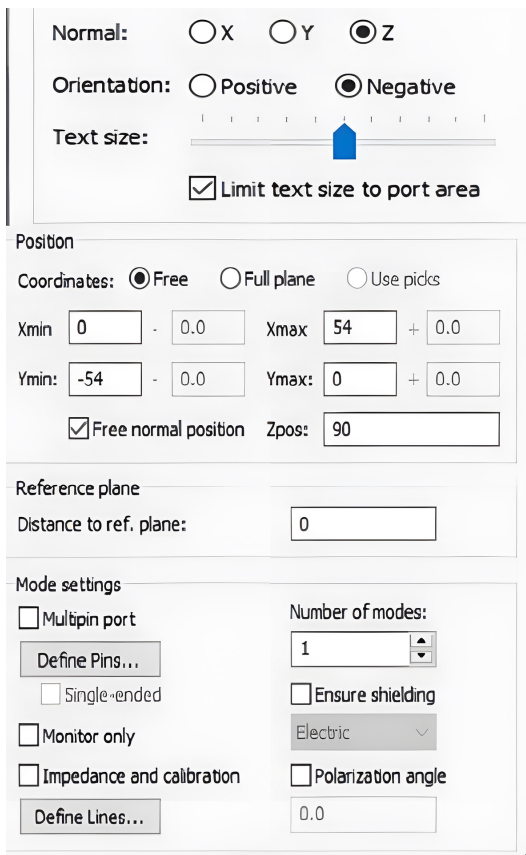 Normal: X Y Z
Orientation: Positive Negative
Text size:
Limit text size to port area
Position
Coordinates: Free Full plane Use picks
Xmin 0 - 0.0 Xmax 54 + 0.0
Ymin: -54 - 0.0 Ymax: 0 + 0.0
Free normal position Zpos: 90
Reference plane
Distance to ref. plane: 0
Mode settings
Multipin port Number of modes:
Define Pins... 1
Single-ended Ensure shielding
Monitor only Electric
Impedance and calibration Polarization angle
Define Lines... 0.0